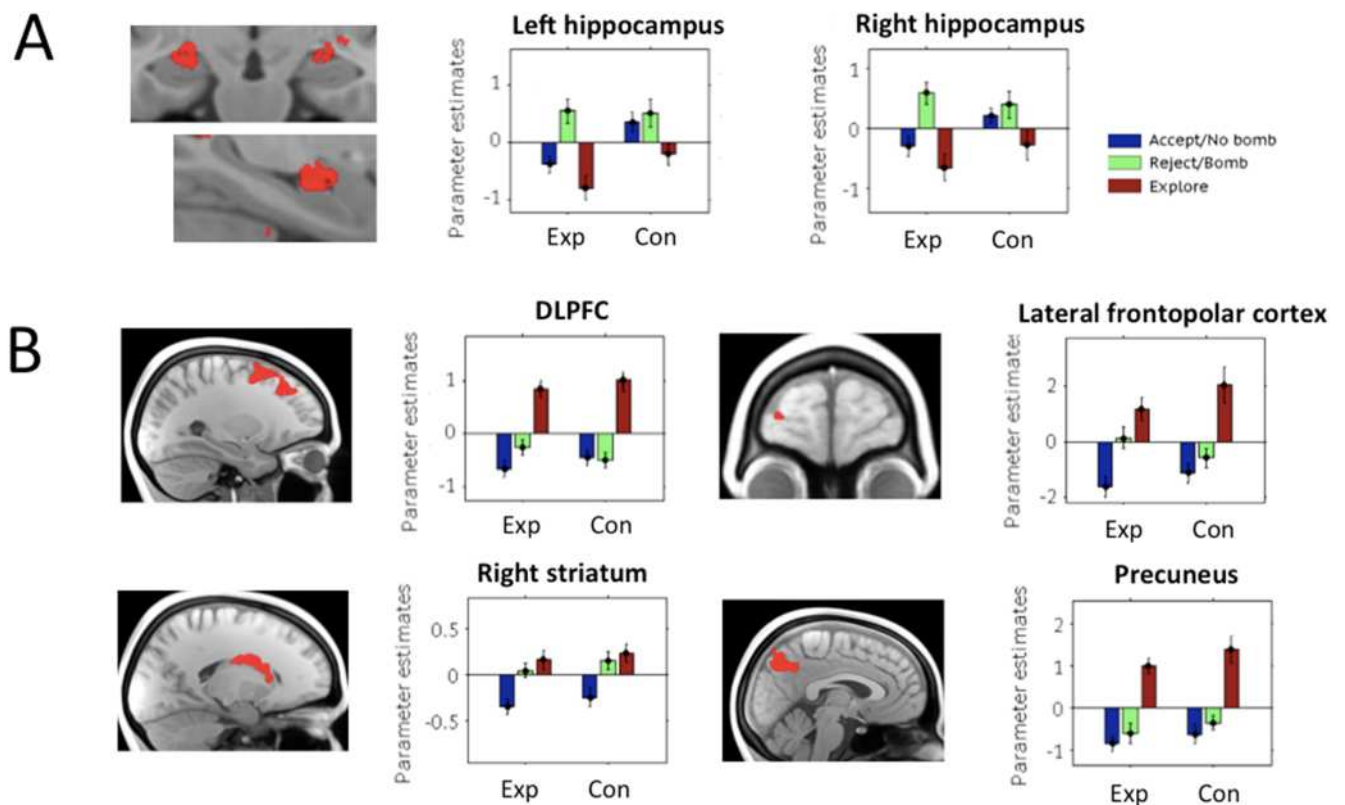 A
Left hippocampus
Parameter estimates
1
0
-1
Exp Con
Right hippocampus
Parameter estimates
1
0
-1
Exp Con
Accept/No bomb
Reject/Bomb
Explore
B
DLPFC
Parameter estimates
1
0
-1
Exp Con
Lateral frontopolar cortex
Parameter estimates
2
0
-2
Exp Con
Right striatum
Parameter estimates
0.5
0
-0.5
Exp Con
Precuneus
Parameter estimates
2
1
0
-1
Exp Con